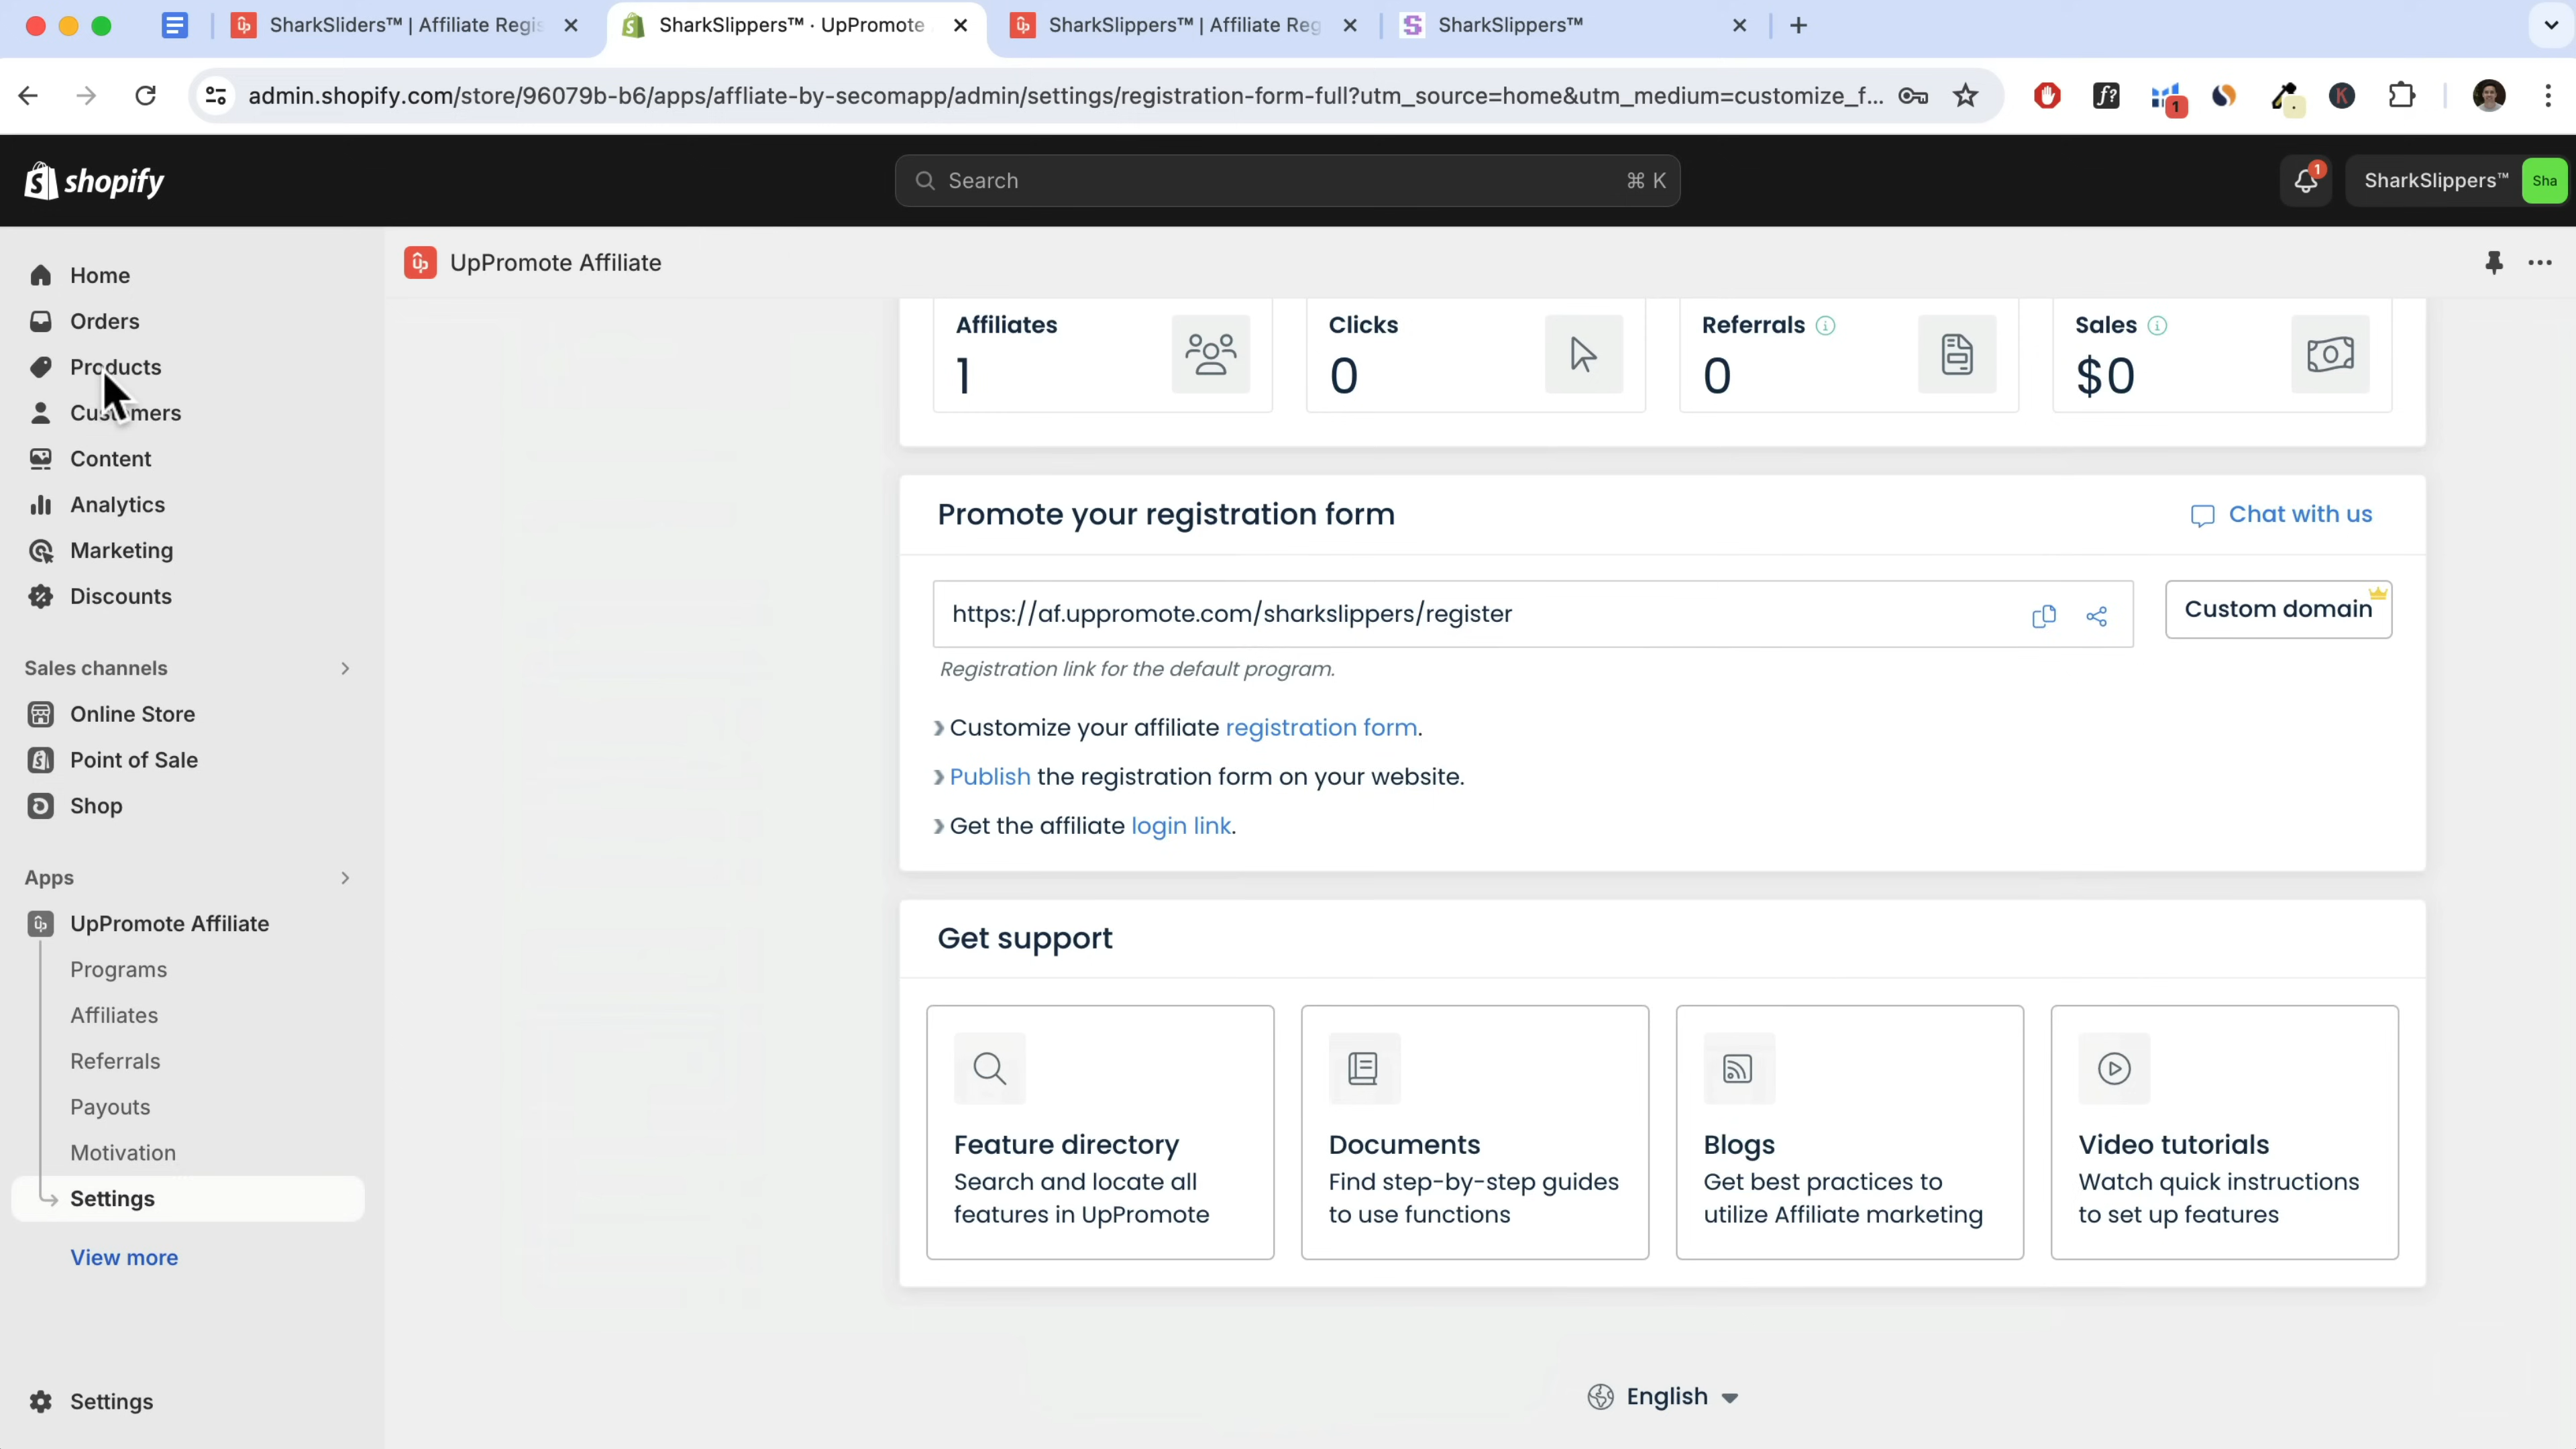 SharkSliders™ | Affiliate Regis
SharkSlippers™ · UpPromote
SharkSlippers™ | Affiliate Reg
SharkSlippers™
admin.shopify.com/store/96079b-b6/apps/affliate-by-secomapp/admin/settings/registration-form-full?utm_source=home&utm_medium=customize_f...
f?
1
K
shopify
Search
⌘ K
1
SharkSlippers™
Sha
Home
Orders
Products
Customers
Content
Analytics
Marketing
Discounts
Sales channels
Online Store
Point of Sale
Shop
Apps
UpPromote Affiliate
Programs
Affiliates
Referrals
Payouts
Motivation
Settings
View more
Settings
UpPromote Affiliate
Affiliates
1
Clicks
0
Referrals
0
Sales
$0
Promote your registration form
Chat with us
https://af.uppromote.com/sharkslippers/register
Custom domain
Registration link for the default program.
Customize your affiliate registration form.
Publish the registration form on your website.
Get the affiliate login link.
Get support
Feature directory
Search and locate all
features in UpPromote
Documents
Find step-by-step guides
to use functions
Blogs
Get best practices to
utilize Affiliate marketing
Video tutorials
Watch quick instructions
to set up features
English